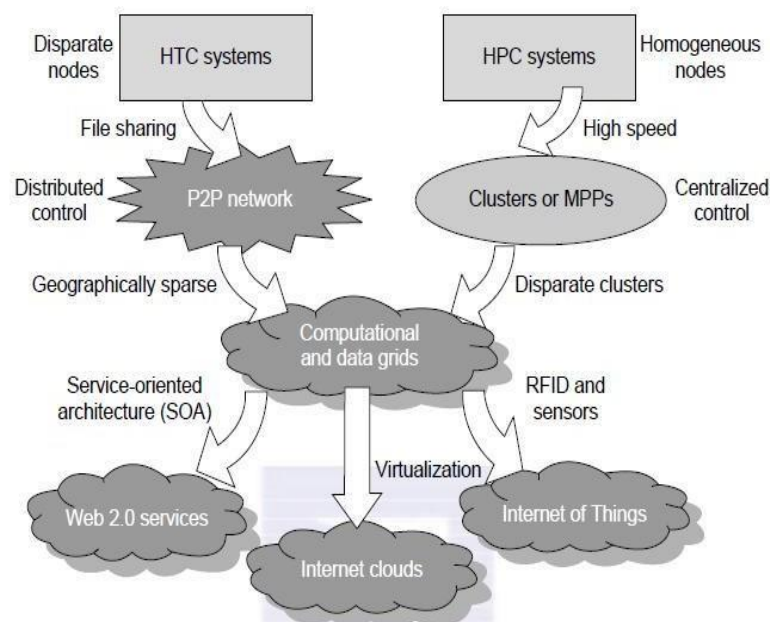 Disparate
nodes
HTC systems
HPC systems
Homogeneous
nodes
File sharing
High speed
Distributed
control
P2P network
Clusters or MPPs
Centralized
control
Geographically sparse
Disparate clusters
Computational
and data grids
Service-oriented
architecture (SOA)
RFID and
sensors
Virtualization
Web 2.0 services
Internet of Things
Internet clouds